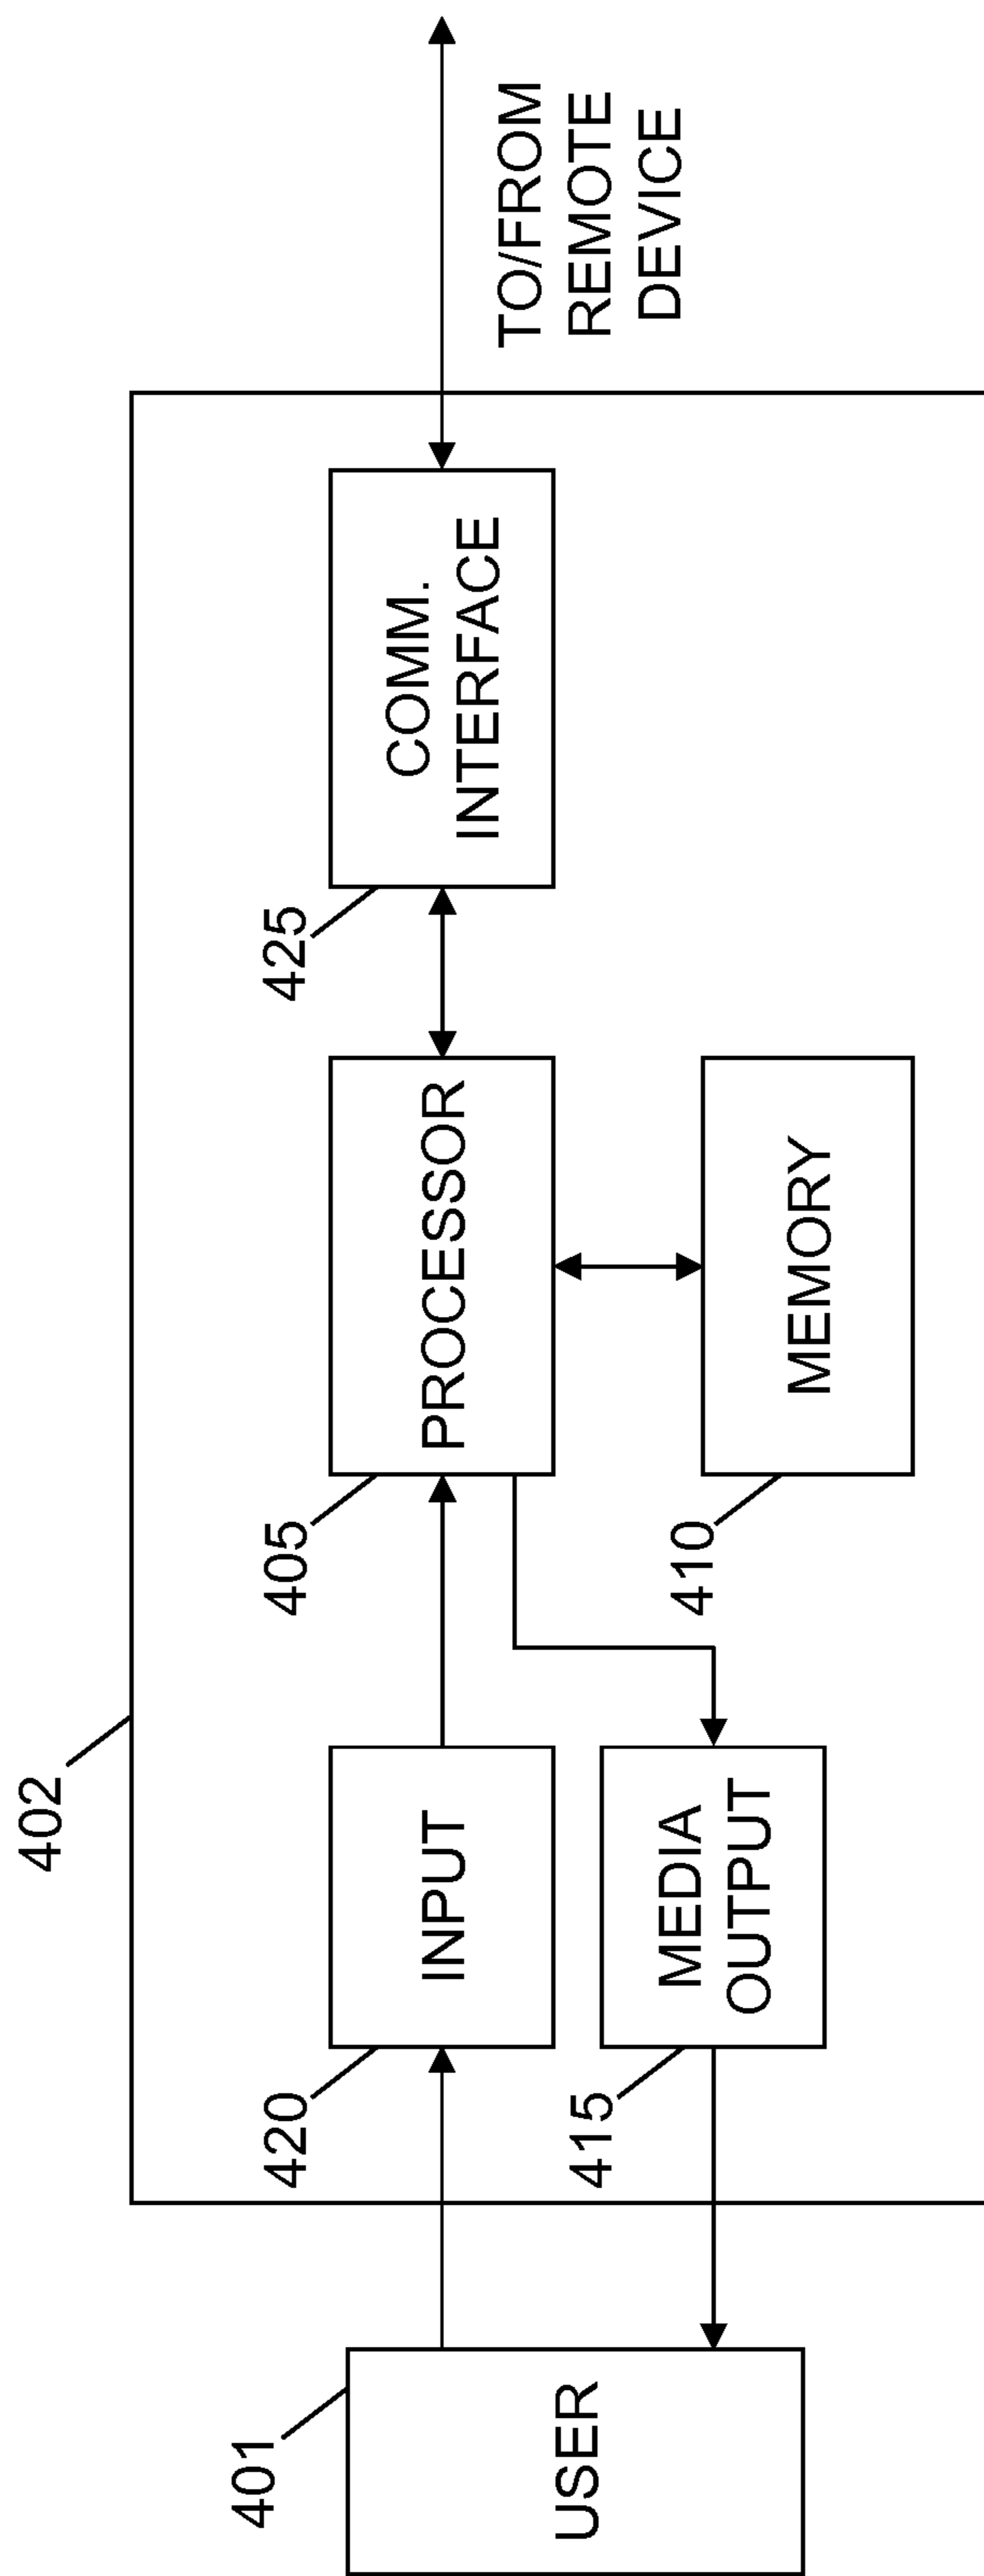 402
401
USER
420
INPUT
415
MEDIA
OUTPUT
405
PROCESSOR
410
MEMORY
425
COMM.
INTERFACE
TO/FROM
REMOTE
DEVICE